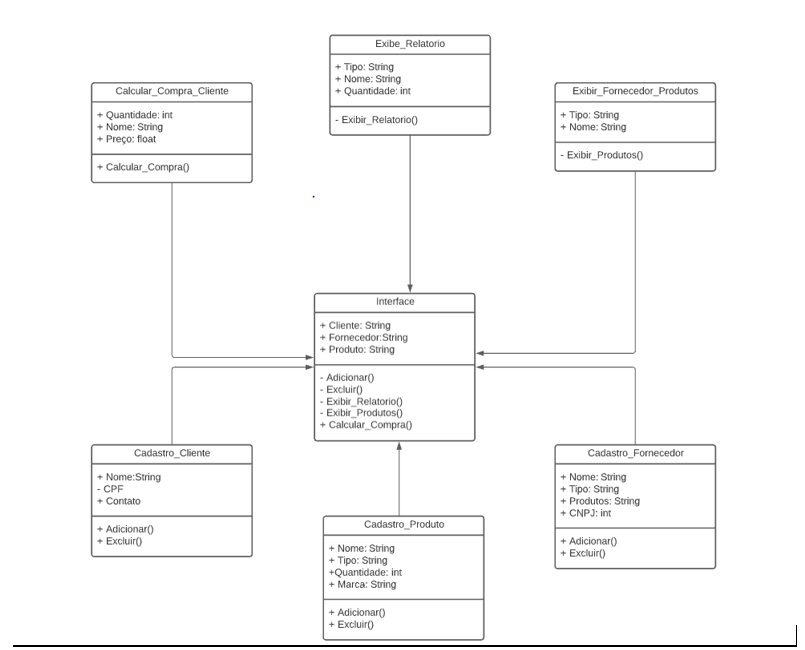 Exibe_Relatorio
+ Tipo: String
+ Nome: String
+ Quantidade: int
- Exibir_Relatorio()
Calcular_Compra_Cliente
+ Quantidade: int
+ Nome: String
+ Preço: float
+ Calcular_Compra()
Exibir_Fornecedor_Produtos
+ Tipo: String
+ Nome: String
- Exibir_Produtos()
Interface
+ Cliente: String
+ Fornecedor:String
+ Produto: String
- Adicionar()
- Excluir()
- Exibir_Relatorio()
- Exibir_Produtos()
+ Calcular_Compra()
Cadastro_Cliente
+ Nome:String
- CPF
+ Contato
+ Adicionar()
+ Excluir()
Cadastro_Produto
+ Nome: String
+ Tipo: String
+Quantidade: int
+ Marca: String
+ Adicionar()
+ Excluir()
Cadastro_Fornecedor
+ Nome: String
+ Tipo: String
+ Produtos: String
+ CNPJ: int
+ Adicionar()
+ Excluir()